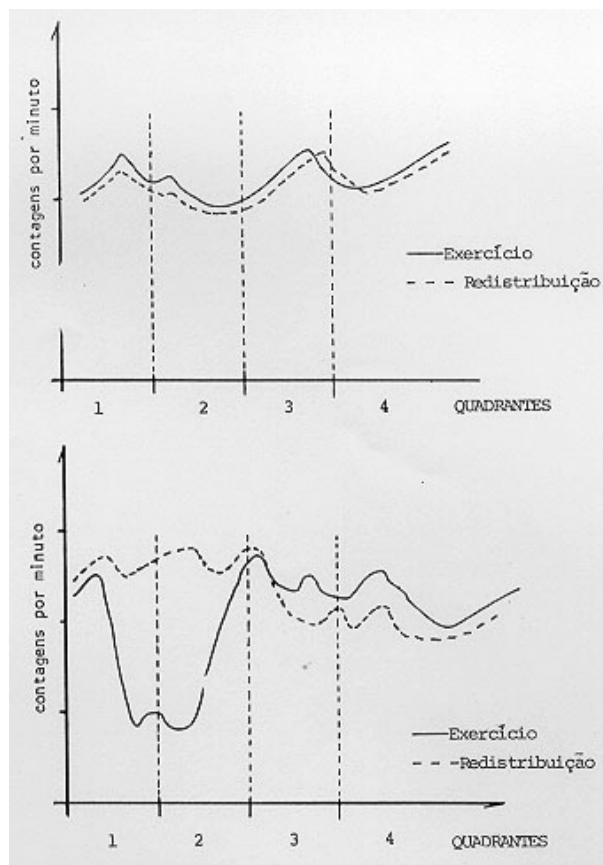 contagens por minuto
Exercício
Redistribuição
1 2 3 4 QUADRANTES
contagens por minuto
Exercício
Redistribuição
1 2 3 4 QUADRANTES